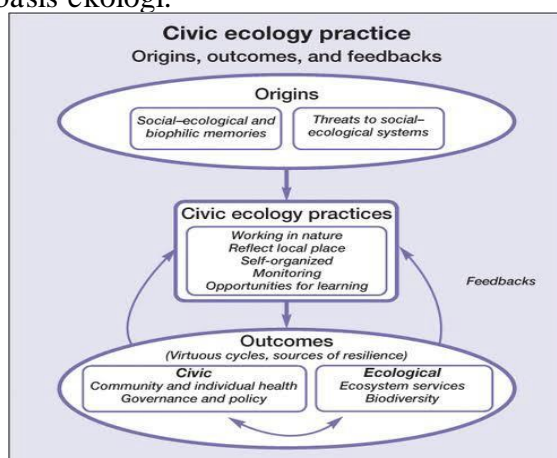 basis ekologi.
Civic ecology practice
Origins, outcomes, and feedbacks
Origins
Social–ecological and
biophilic memories
Threats to social–
ecological systems
Civic ecology practices
Working in nature
Reflect local place
Self-organized
Monitoring
Opportunities for learning
Feedbacks
Outcomes
(Virtuous cycles, sources of resilience)
Civic
Community and individual health
Governance and policy
Ecological
Ecosystem services
Biodiversity